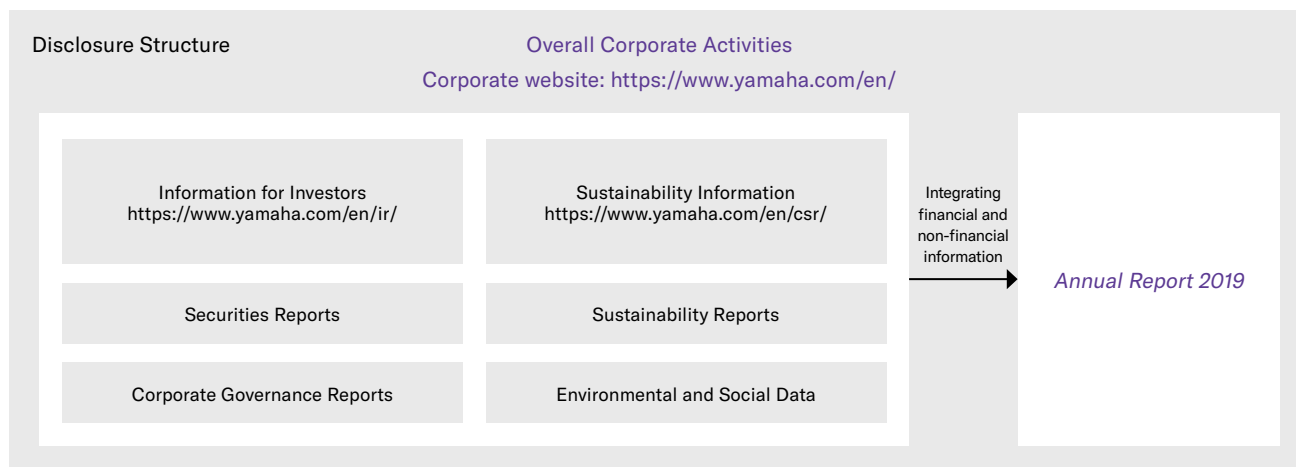 Disclosure Structure
Overall Corporate Activities
Corporate website: https://www.yamaha.com/en/
Information for Investors
https://www.yamaha.com/en/ir/
Sustainability Information
https://www.yamaha.com/en/csr/
Securities Reports
Sustainability Reports
Corporate Governance Reports
Environmental and Social Data
Integrating
financial and
non-financial
information
Annual Report 2019